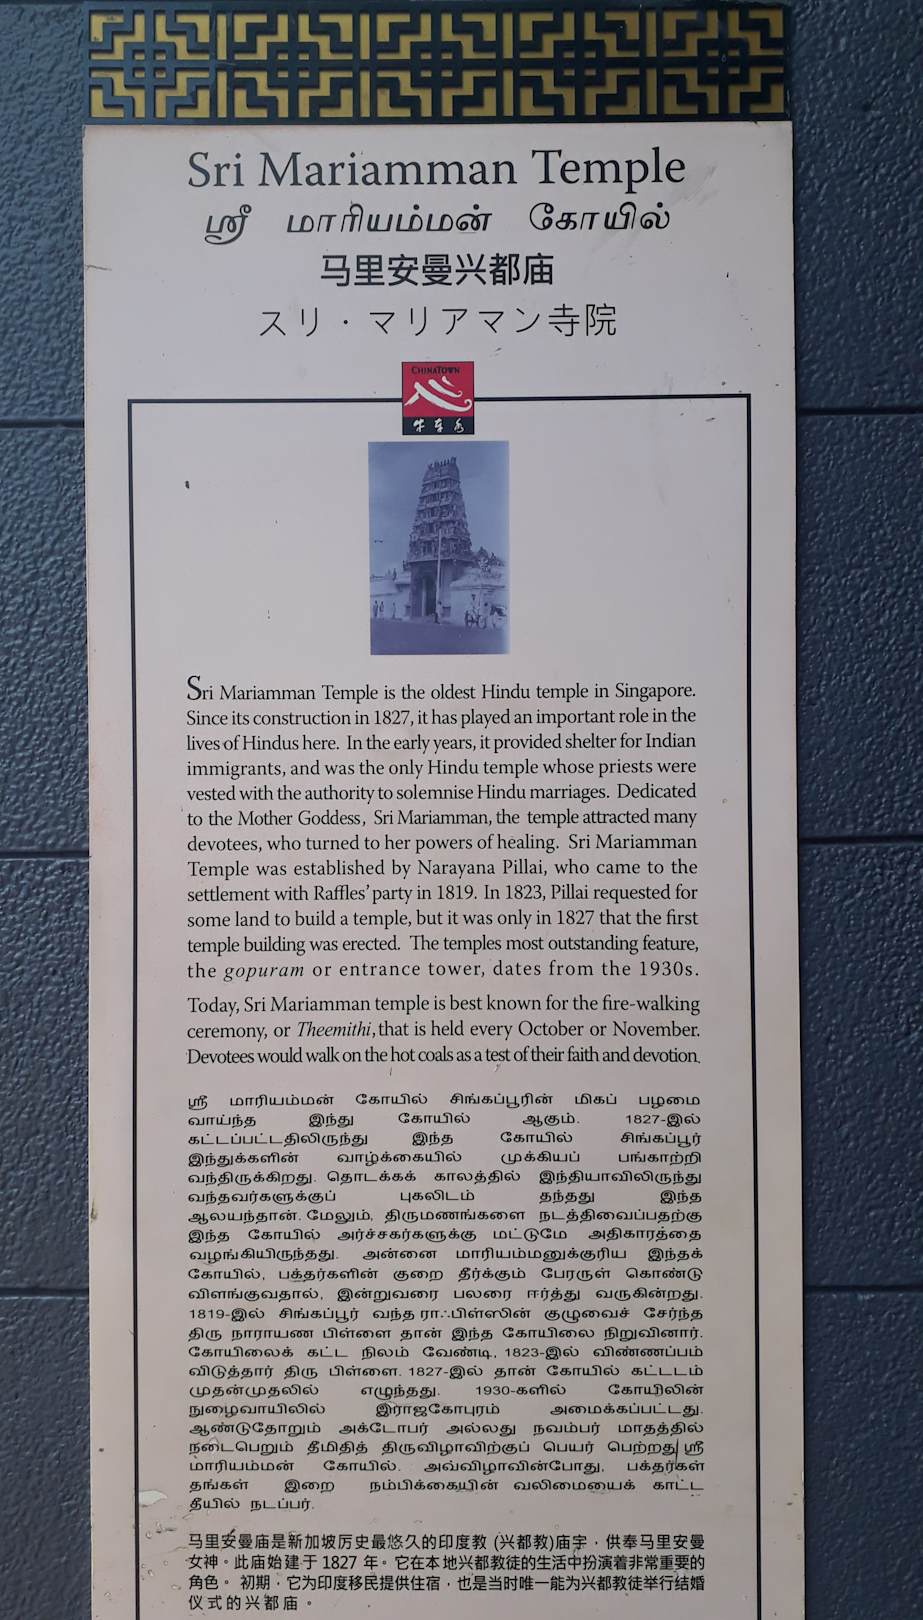 Sri Mariamman Temple
ஸ்ரீ மாரியம்மன் கோயில்
马里安曼兴都庙
スリ・マリアマン寺院
CHINATOWN
牛车水
Sri Mariamman Temple is the oldest Hindu temple in Singapore.
Since its construction in 1827, it has played an important role in the
lives of Hindus here. In the early years, it provided shelter for Indian
immigrants, and was the only Hindu temple whose priests were
vested with the authority to solemnise Hindu marriages. Dedicated
to the Mother Goddess, Sri Mariamman, the temple attracted many
devotees, who turned to her powers of healing. Sri Mariamman
Temple was established by Narayana Pillai, who came to the
settlement with Raffles' party in 1819. In 1823, Pillai requested for
some land to build a temple, but it was only in 1827 that the first
temple building was erected. The temples most outstanding feature,
the gopuram or entrance tower, dates from the 1930s.
Today, Sri Mariamman temple is best known for the fire-walking
ceremony, or Theemithi, that is held every October or November.
Devotees would walk on the hot coals as a test of their faith and devotion.
ஸ்ரீ மாரியம்மன் கோயில் சிங்கப்பூரின் மிகப் பழமை
வாய்ந்த இந்து கோயில் ஆகும். 1827-இல்
கட்டப்பட்டதிலிருந்து இந்த கோயில் சிங்கப்பூர்
இந்துக்களின் வாழ்க்கையில் முக்கியப் பங்காற்றி
வந்திருக்கிறது. தொடக்கக் காலத்தில் இந்தியாவிலிருந்து
வந்தவர்களுக்குப் புகலிடம் தந்தது இந்த
ஆலயந்தான். மேலும், திருமணங்களை நடத்திவைப்பதற்கு
இந்த கோயில் அர்ச்சகர்களுக்கு மட்டுமே அதிகாரத்தை
வழங்கியிருந்தது. அன்னை மாரியம்மனுக்குரிய இந்தக்
கோயில், பக்தர்களின் குறை தீர்க்கும் பேரருள் கொண்டு
விளங்குவதால், இன்றுவரை பலரை ஈர்த்து வருகின்றது.
1819-இல் சிங்கப்பூர் வந்த ராஃபிள்ஸின் குழுவைச் சேர்ந்த
திரு நாராயண பிள்ளை தான் இந்த கோயிலை நிறுவினார்.
கோயிலைக் கட்ட நிலம் வேண்டி, 1823-இல் விண்ணப்பம்
விடுத்தார் திரு பிள்ளை. 1827-இல் தான் கோயில் கட்டடம்
முதன்முதலில் எழுந்தது. 1930-களில் கோயிலின்
நுழைவாயிலில் இராஜகோபுரம் அமைக்கப்பட்டது.
ஆண்டுதோறும் அக்டோபர் அல்லது நவம்பர் மாதத்தில்
நடைபெறும் தீமிதித் திருவிழாவிற்குப் பெயர் பெற்றது ஸ்ரீ
மாரியம்மன் கோயில். அவ்விழாவின்போது, பக்தர்கள்
தங்கள் இறை நம்பிக்கையின் வலிமையைக் காட்ட
தீயில் நடப்பர்.
马里安曼庙是新加坡历史最悠久的印度教 (兴都教)庙宇，供奉马里安曼
女神。此庙始建于 1827 年。它在本地兴都教徒的生活中扮演着非常重要的
角色。 初期，它为印度移民提供住宿，也是当时唯一能为兴都教徒举行结婚
仪式的兴都庙。